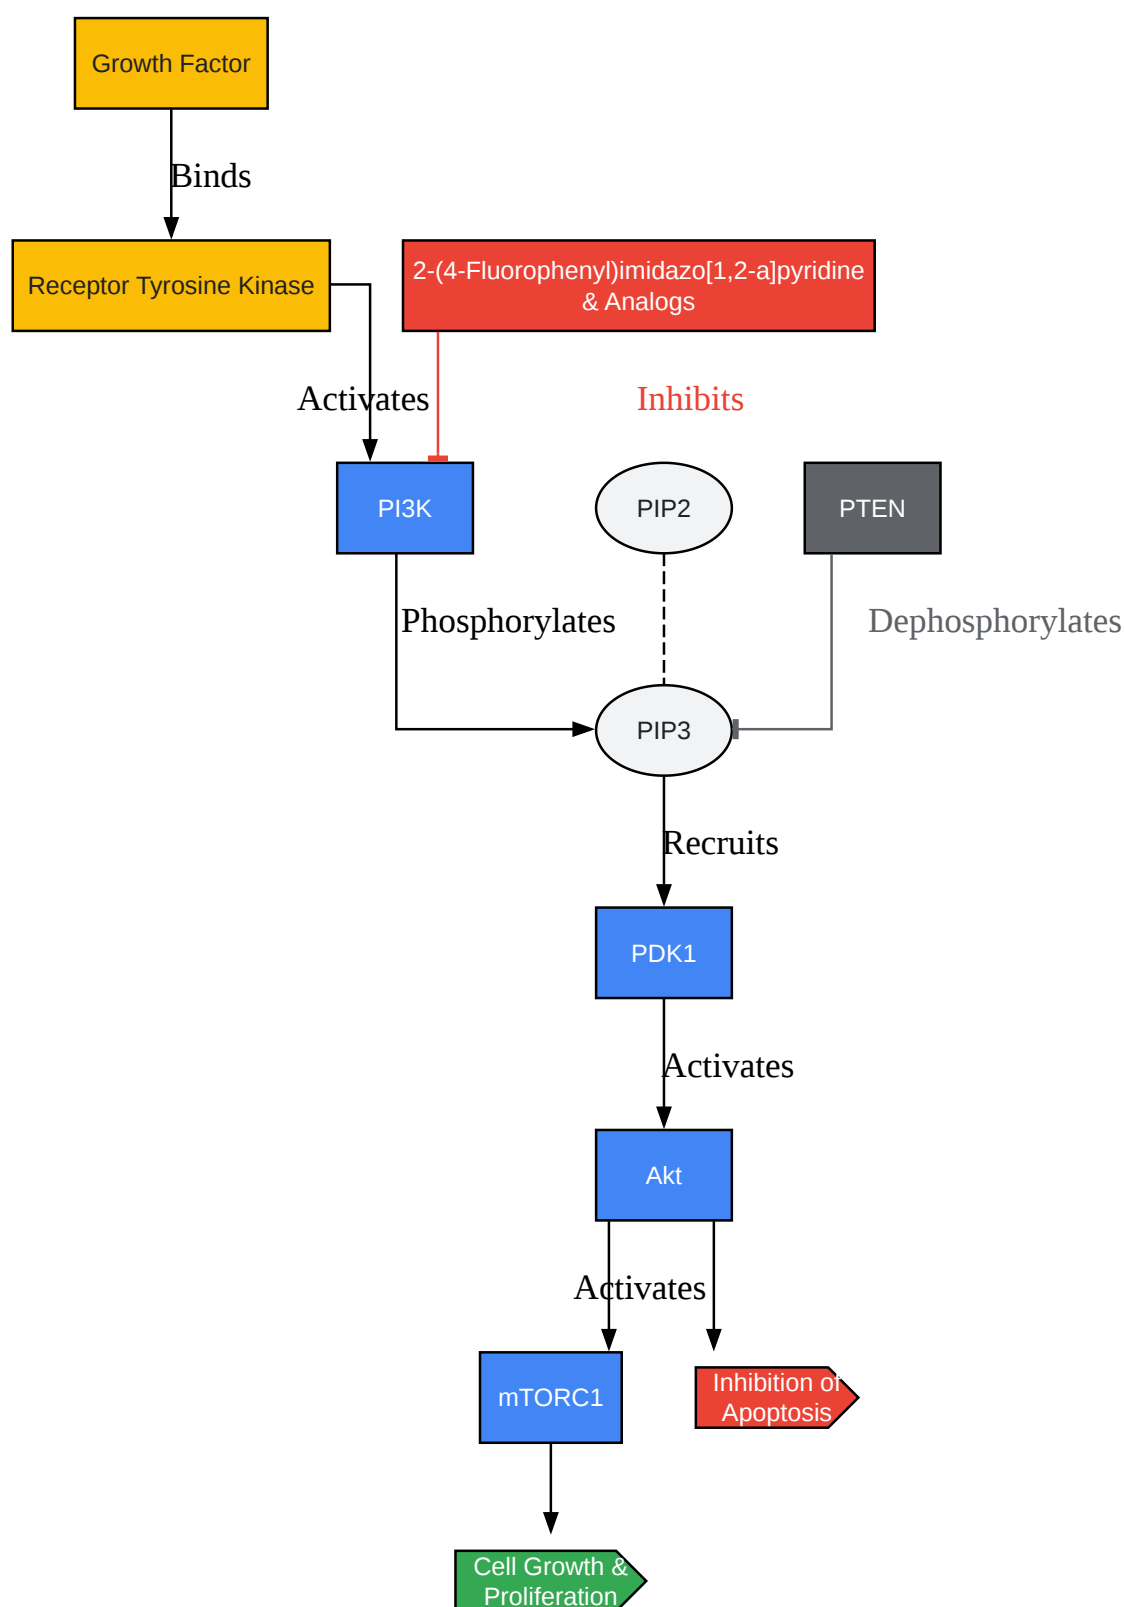 Growth Factor
Binds
Receptor Tyrosine Kinase
2-(4-Fluorophenyl)imidazo[1,2-a]pyridine
& Analogs
Activates
Inhibits
PI3K
PIP2
PTEN
Phosphorylates
Dephosphorylates
PIP3
Recruits
PDK1
Activates
Akt
Activates
mTORC1
Inhibition of
Apoptosis
Cell Growth &
Proliferation